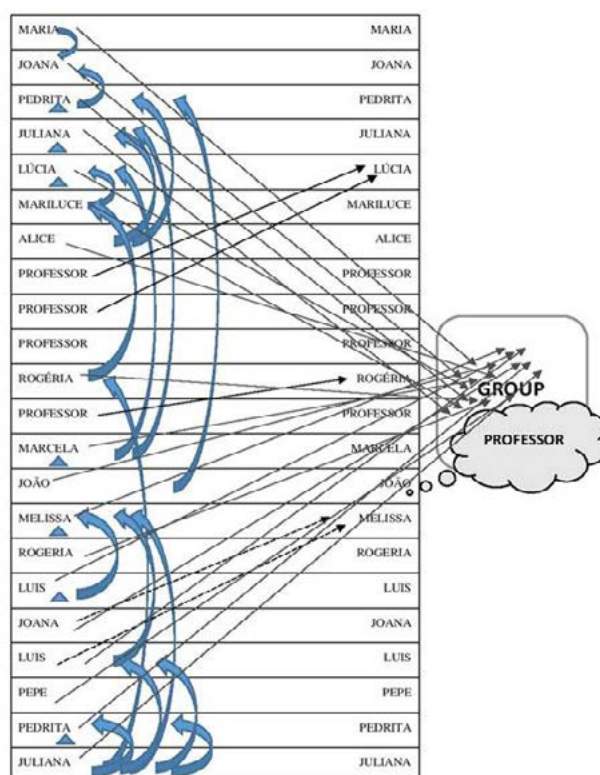 MARIA MARIA
JOANA JOANA
PEDRITA PEDRITA
JULIANA JULIANA
LÚCIA LÚCIA
MARILUCE MARILUCE
ALICE ALICE
PROFESSOR PROFESSOR
PROFESSOR PROFESSOR
PROFESSOR PROFESSOR
ROGÉRIA ROGÉRIA
PROFESSOR PROFESSOR
MARCELA MARCELA
JOÃO JOÃO
MELISSA MELISSA
ROGERIA ROGERIA
LUIS LUIS
JOANA JOANA
LUIS LUIS
PEPE PEPE
PEDRITA PEDRITA
JULIANA JULIANA
GROUP
PROFESSOR